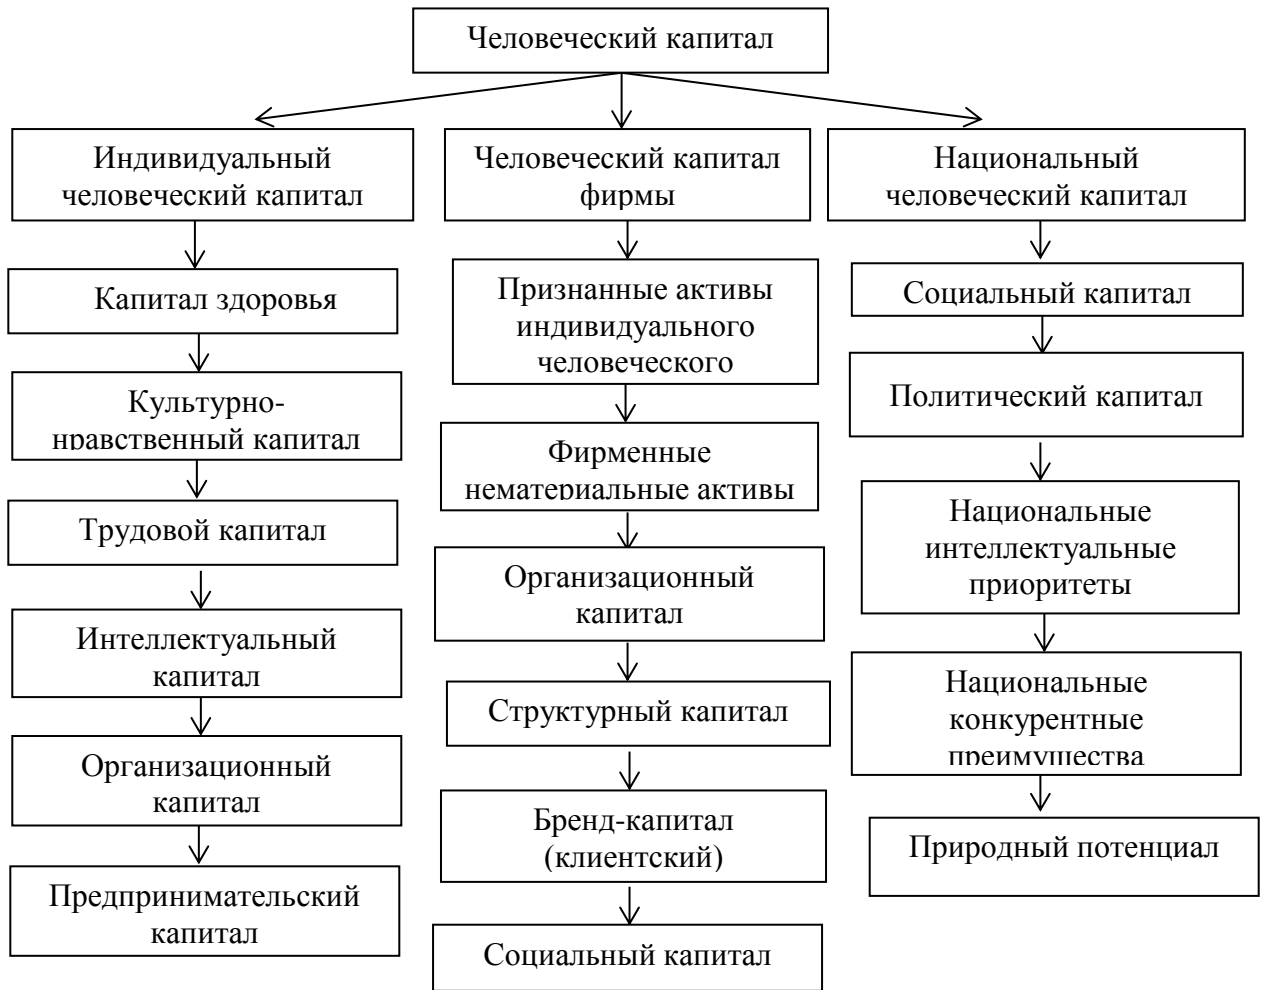 Человеческий капитал
Индивидуальный
человеческий капитал
Капитал здоровья
Культурно-
нравственный капитал
Трудовой капитал
Интеллектуальный
капитал
Организационный
капитал
Предпринимательский
капитал
Человеческий капитал
фирмы
Признанные активы
индивидуального
человеческого
Фирменные
нематериальные активы
Организационный
капитал
Структурный капитал
Бренд-капитал
(клиентский)
Социальный капитал
Национальный
человеческий капитал
Социальный капитал
Политический капитал
Национальные
интеллектуальные
приоритеты
Национальные
конкурентные
преимущества
Природный потенциал